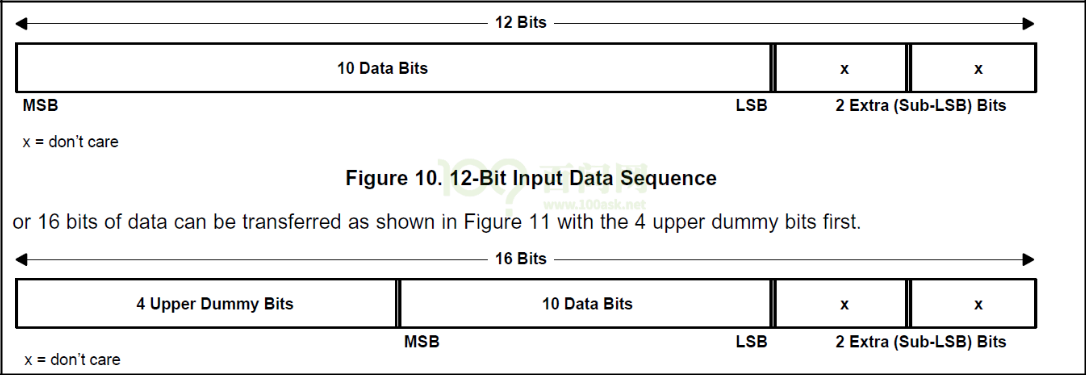 12 Bits
10 Data Bits x x
MSB LSB 2 Extra (Sub-LSB) Bits
x = don't care
Figure 10. 12-Bit Input Data Sequence
www.100ask.net
or 16 bits of data can be transferred as shown in Figure 11 with the 4 upper dummy bits first.
16 Bits
4 Upper Dummy Bits 10 Data Bits x x
MSB LSB 2 Extra (Sub-LSB) Bits
x = don't care